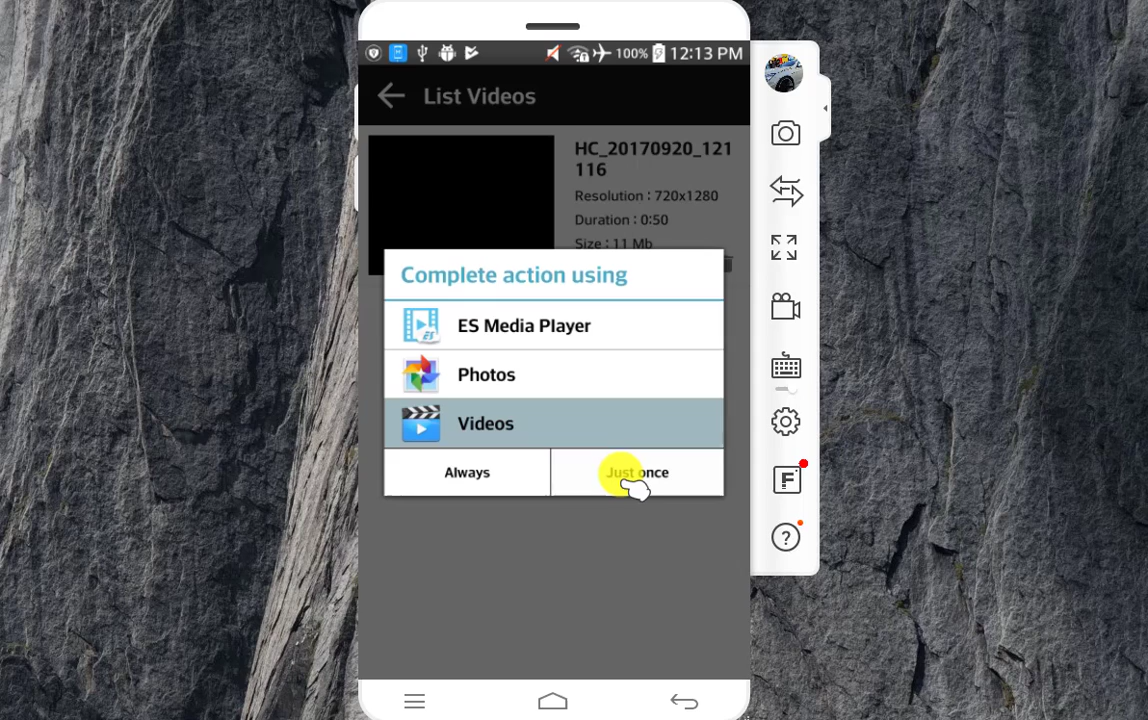 100% 12:13 PM
List Videos
HC_20170920_121
116
Resolution : 720x1280
Duration : 0:50
Size : 11 Mb
Complete action using
ES Media Player
ES
Photos
Videos
Always
Just once
F
?